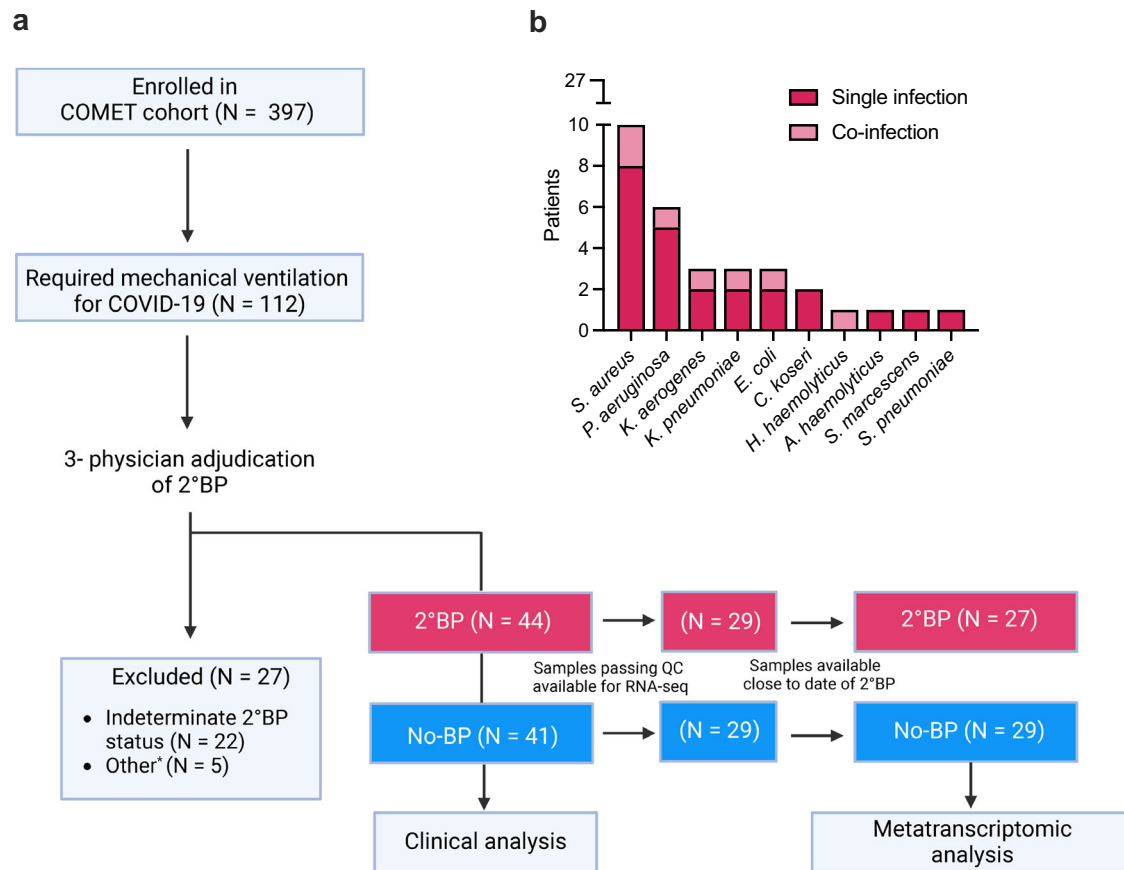 a
Enrolled in
COMET cohort (N = 397)
Required mechanical ventilation
for COVID-19 (N = 112)
3- physician adjudication
of 2°BP
Excluded (N = 27)
• Indeterminate 2°BP
status (N = 22)
• Other* (N = 5)
2°BP (N = 44)
(N = 29)
2°BP (N = 27)
Samples passing QC
available for RNA-seq
Samples available
close to date of 2°BP
No-BP (N = 41)
(N = 29)
No-BP (N = 29)
Clinical analysis
Metatranscriptomic
analysis
b
27
10
8
6
4
2
0
Patients
Single infection
Co-infection
S. aureus
P. aeruginosa
K. aerogenes
K. pneumoniae
E. coli
C. koseri
H. haemolyticus
A. haemolyticus
S. marcescens
S. pneumoniae